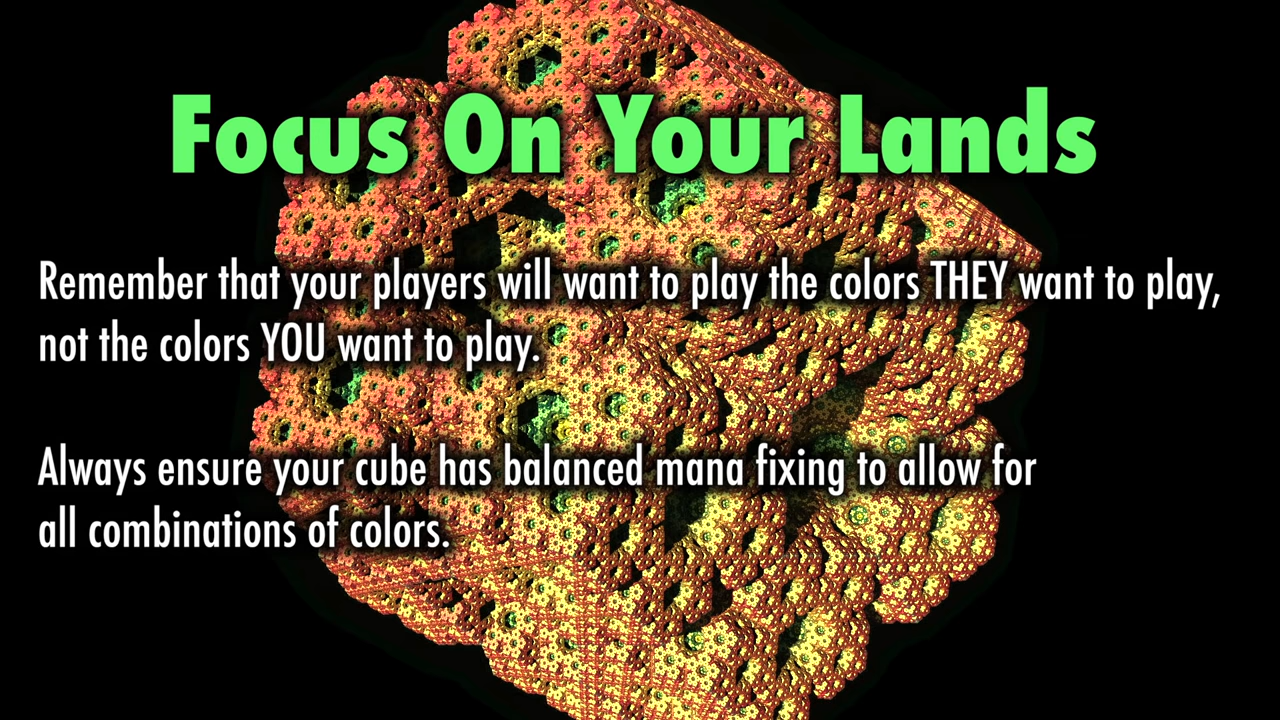 Focus On Your Lands
Remember that your players will want to play the colors THEY want to play,
not the colors YOU want to play.
Always ensure your cube has balanced mana fixing to allow for
all combinations of colors.